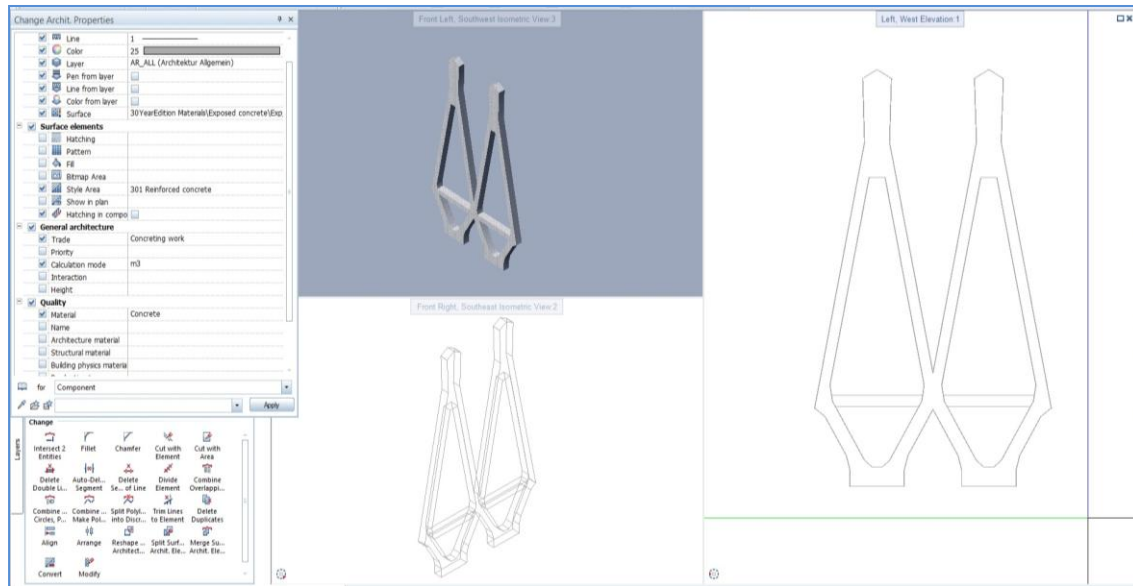 Change Archit. Properties
Line 1
Color 25
Layer AR_ALL (Architektur Allgemein)
Pen from layer
Line from layer
Color from layer
Surface 30YearEdition Materials\Exposed concrete\Exp
Surface elements
Hatching
Pattern
Fill
Bitmap Area
Style Area 301 Reinforced concrete
Show in plan
Hatching in compo
General architecture
Trade Concreting work
Priority
Calculation mode m3
Interaction
Height
Quality
Material Concrete
Name
Architecture material
Structural material
Building physics materia
for Component
Apply
Layers
Change
Intersect 2 Entities
Fillet
Chamfer
Cut with Element
Cut with Area
Delete Double Li...
Auto-Del... Segment
Delete Se... of Line
Divide Element
Combine Overlappi...
Combine ... Circles, P...
Combine ... Make Pol...
Split Polyl... into Discr...
Trim Lines to Element
Delete Duplicates
Align
Arrange
Reshape ... Architect...
Split Surf... Archit. Ele...
Merge Su... Archit. Ele...
Convert
Modify
Front Left, Southeast Isometric View:3
Front Right, Southeast Isometric View:2
Left, West Elevation:1